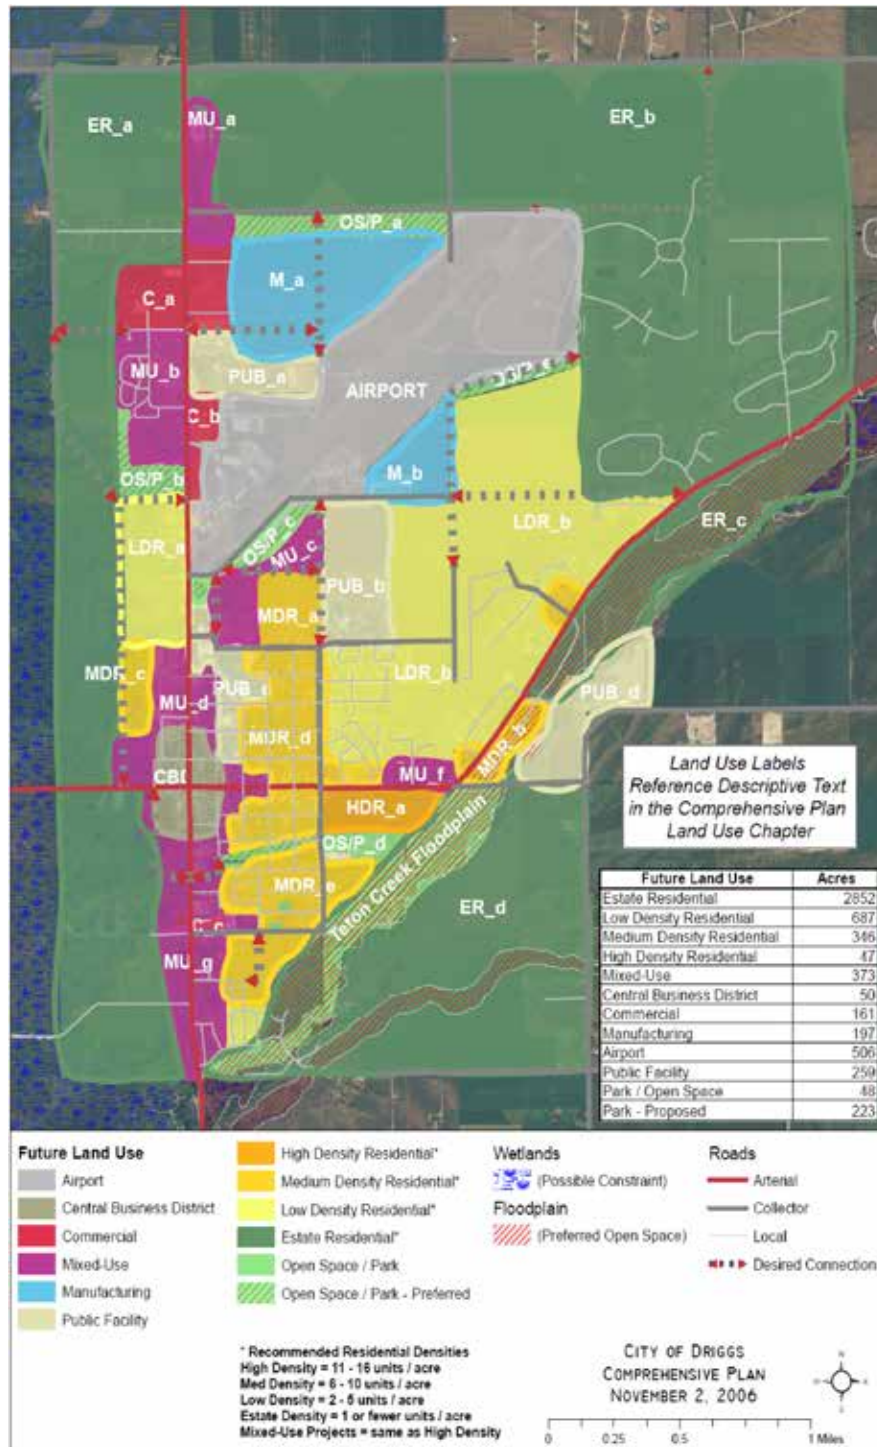 ER_a
MU_a
ER_b
OS/P_a
M_a
C_a
MU_b
PUB_a
AIRPORT
C_b
M_b
OS/P_b
LDR_a
OS/P_c
MU_c
LDR_b
ER_c
PUB_b
MDR_a
MDR_c
LDR_b
MU_d
PUB_d
MDR_d
MDR_b
CBD
MU_f
HDR_a
OS/P_d
MDR_e
Teton Creek Floodplain
ER_d
C_c
MU_g
Land Use Labels
Reference Descriptive Text
in the Comprehensive Plan
Land Use Chapter
Future Land Use Acres
Estate Residential 2852
Low Density Residential 687
Medium Density Residential 346
High Density Residential 47
Mixed-Use 373
Central Business District 50
Commercial 161
Manufacturing 197
Airport 506
Public Facility 259
Park / Open Space 48
Park - Proposed 223
Future Land Use
Airport
Central Business District
Commercial
Mixed-Use
Manufacturing
Public Facility
High Density Residential*
Medium Density Residential*
Low Density Residential*
Estate Residential*
Open Space / Park
Open Space / Park - Preferred
Wetlands
(Possible Constraint)
Floodplain
(Preferred Open Space)
Roads
Arterial
Collector
Local
Desired Connection
* Recommended Residential Densities
High Density = 11 - 16 units / acre
Med Density = 6 - 10 units / acre
Low Density = 2 - 5 units / acre
Estate Density = 1 or fewer units / acre
Mixed-Use Projects = same as High Density
CITY OF DRIGGS
COMPREHENSIVE PLAN
NOVEMBER 2, 2006
N
0 0.25 0.5 1 Miles